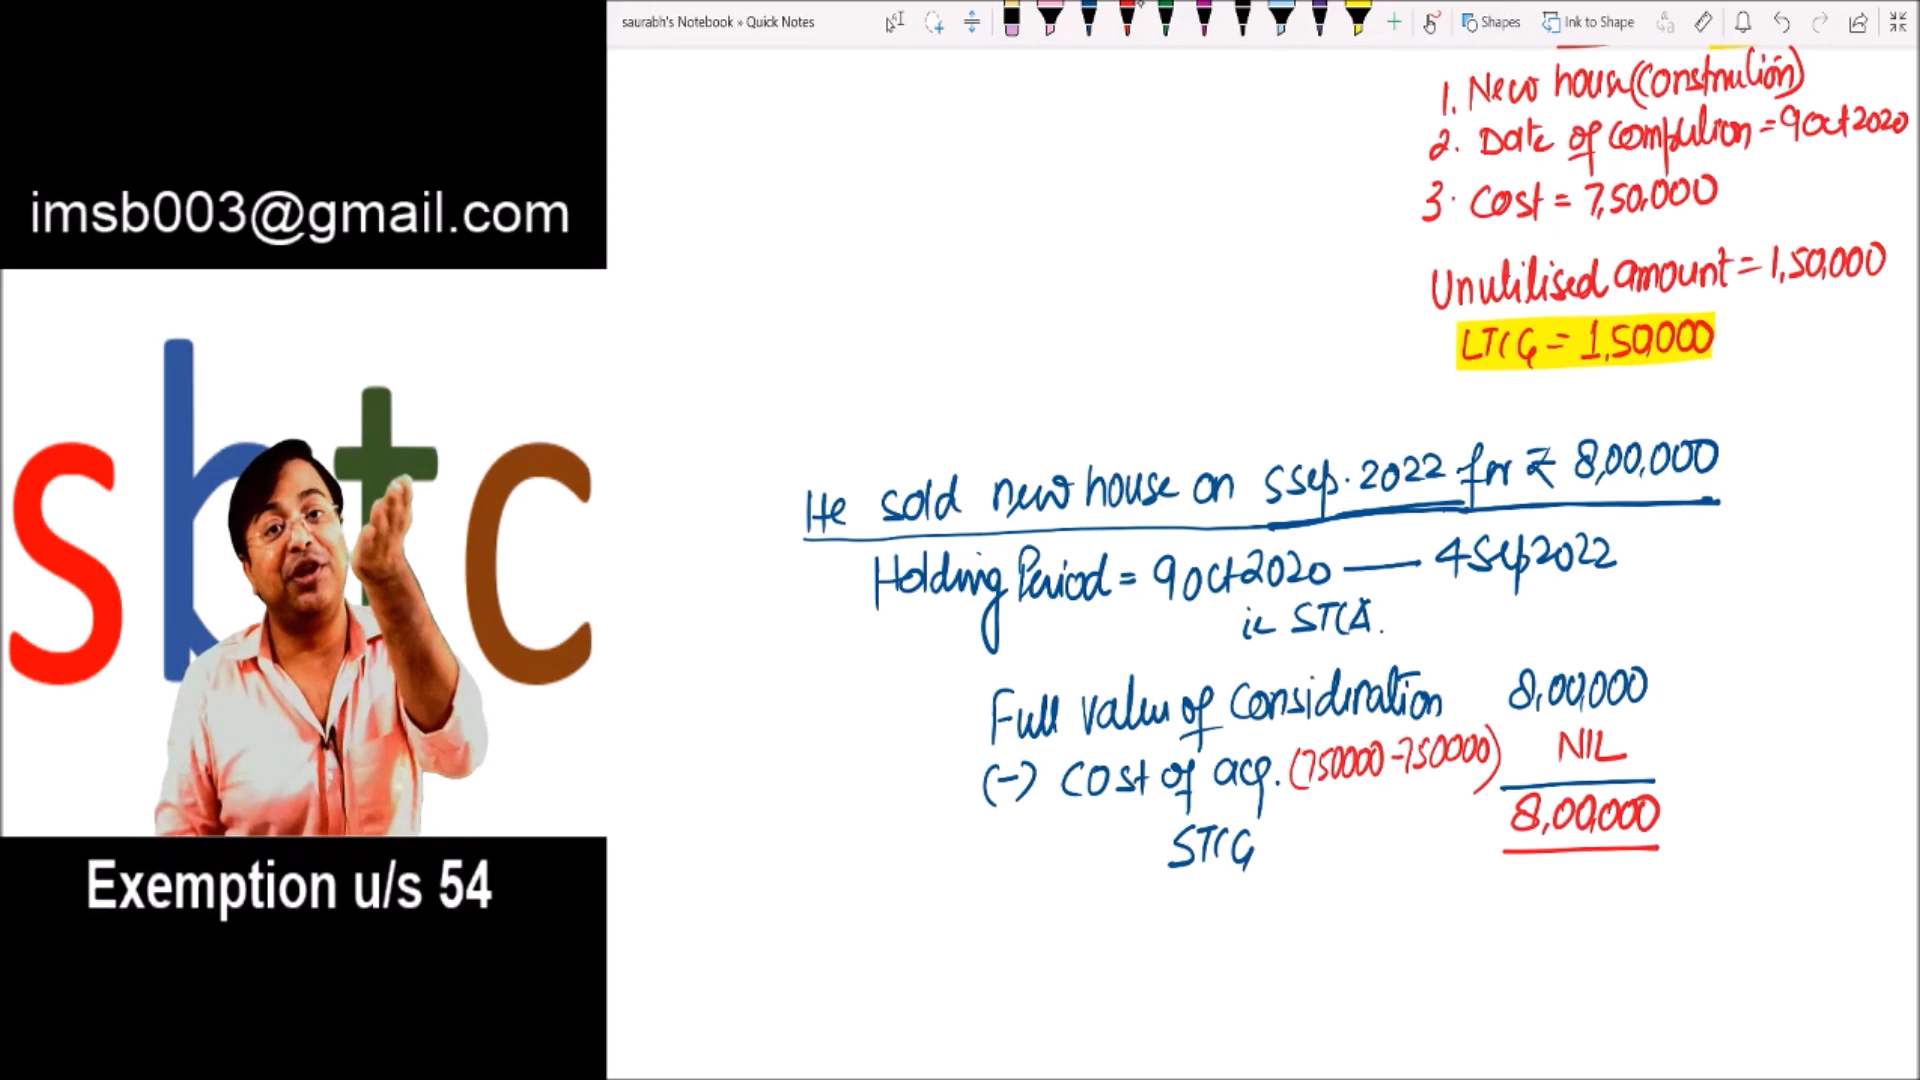 saurabh's Notebook » Quick Notes
Shapes
Ink to Shape
imsb003@gmail.com
sbtc
Exemption u/s 54
1. New house (Construction)
2. Date of completion = 9 Oct 2020
3. Cost = 7,50,000
Unutilised amount = 1,50,000
LTCG = 1,50,000
He sold new house on 5 Sep. 2022 for ₹ 8,00,000
Holding Period = 9 Oct 2020 — 4 Sep 2022
ie STCA.
Full value of consideration 8,00,000
(-) Cost of acq. (750000-750000) NIL
8,00,000
STCG